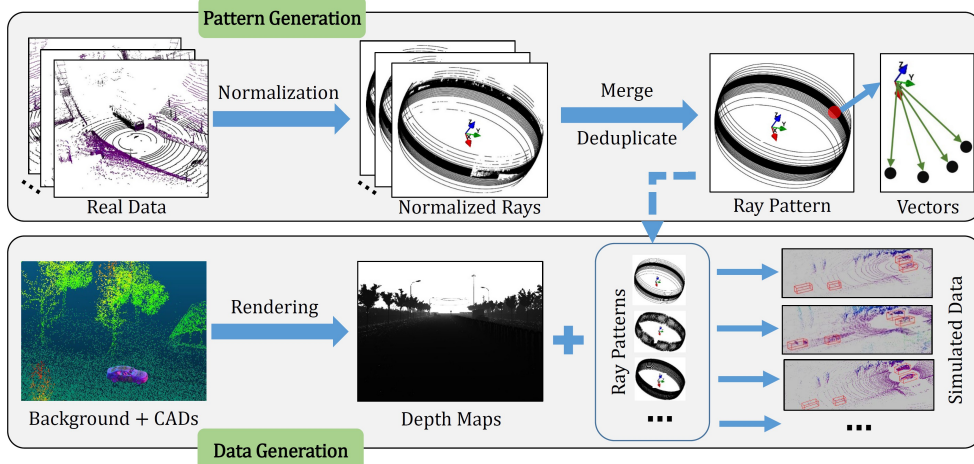 Pattern Generation
Normalization
Merge
Deduplicate
Z
Y
Z
Y
Z
Y
...
...
Real Data
Normalized Rays
Ray Pattern
Vectors
Rendering
Ray Patterns
Simulated Data
Background + CADs
Depth Maps
...
...
Data Generation